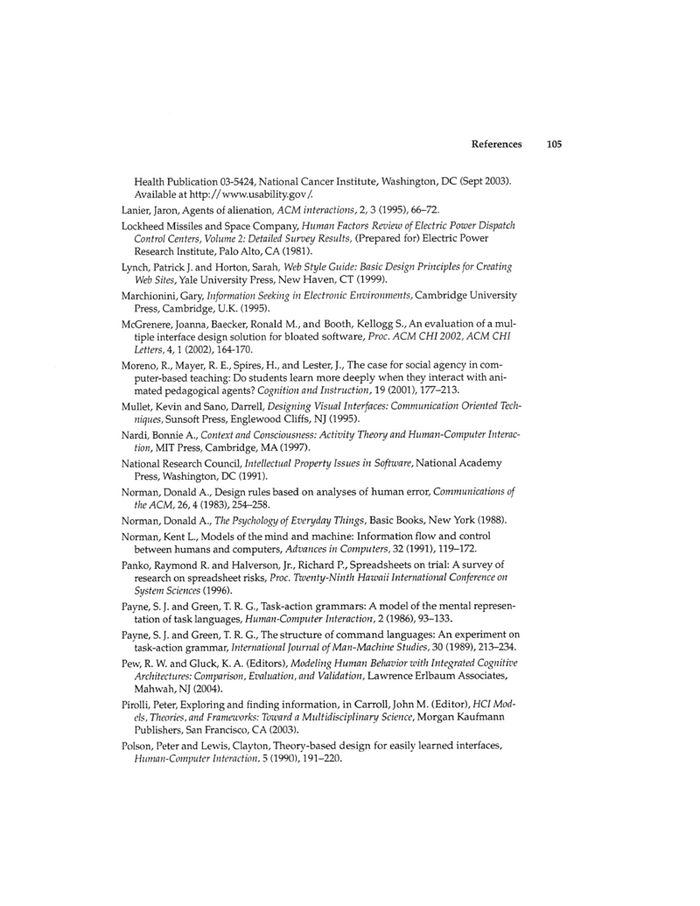 References 105
Health Publication 03-5424, National Cancer Institute, Washington, DC (Sept 2003).
Available at http://www.usability.gov/.
Lanier, Jaron, Agents of alienation, ACM interactions, 2, 3 (1995), 66–72.
Lockheed Missiles and Space Company, Human Factors Review of Electric Power Dispatch
Control Centers, Volume 2: Detailed Survey Results, (Prepared for) Electric Power
Research Institute, Palo Alto, CA (1981).
Lynch, Patrick J. and Horton, Sarah, Web Style Guide: Basic Design Principles for Creating
Web Sites, Yale University Press, New Haven, CT (1999).
Marchionini, Gary, Information Seeking in Electronic Environments, Cambridge University
Press, Cambridge, U.K. (1995).
McGrenere, Joanna, Baecker, Ronald M., and Booth, Kellogg S., An evaluation of a mul-
tiple interface design solution for bloated software, Proc. ACM CHI 2002, ACM CHI
Letters, 4, 1 (2002), 164-170.
Moreno, R., Mayer, R. E., Spires, H., and Lester, J., The case for social agency in com-
puter-based teaching: Do students learn more deeply when they interact with ani-
mated pedagogical agents? Cognition and Instruction, 19 (2001), 177–213.
Mullet, Kevin and Sano, Darrell, Designing Visual Interfaces: Communication Oriented Tech-
niques, Sunsoft Press, Englewood Cliffs, NJ (1995).
Nardi, Bonnie A., Context and Consciousness: Activity Theory and Human-Computer Interac-
tion, MIT Press, Cambridge, MA (1997).
National Research Council, Intellectual Property Issues in Software, National Academy
Press, Washington, DC (1991).
Norman, Donald A., Design rules based on analyses of human error, Communications of
the ACM, 26, 4 (1983), 254–258.
Norman, Donald A., The Psychology of Everyday Things, Basic Books, New York (1988).
Norman, Kent L., Models of the mind and machine: Information flow and control
between humans and computers, Advances in Computers, 32 (1991), 119–172.
Panko, Raymond R. and Halverson, Jr., Richard P., Spreadsheets on trial: A survey of
research on spreadsheet risks, Proc. Twenty-Ninth Hawaii International Conference on
System Sciences (1996).
Payne, S. J. and Green, T. R. G., Task-action grammars: A model of the mental represen-
tation of task languages, Human-Computer Interaction, 2 (1986), 93–133.
Payne, S. J. and Green, T. R. G., The structure of command languages: An experiment on
task-action grammar, International Journal of Man-Machine Studies, 30 (1989), 213–234.
Pew, R. W. and Gluck, K. A. (Editors), Modeling Human Behavior with Integrated Cognitive
Architectures: Comparison, Evaluation, and Validation, Lawrence Erlbaum Associates,
Mahwah, NJ (2004).
Pirolli, Peter, Exploring and finding information, in Carroll, John M. (Editor), HCI Mod-
els, Theories, and Frameworks: Toward a Multidisciplinary Science, Morgan Kaufmann
Publishers, San Francisco, CA (2003).
Polson, Peter and Lewis, Clayton, Theory-based design for easily learned interfaces,
Human-Computer Interaction, 5 (1990), 191–220.